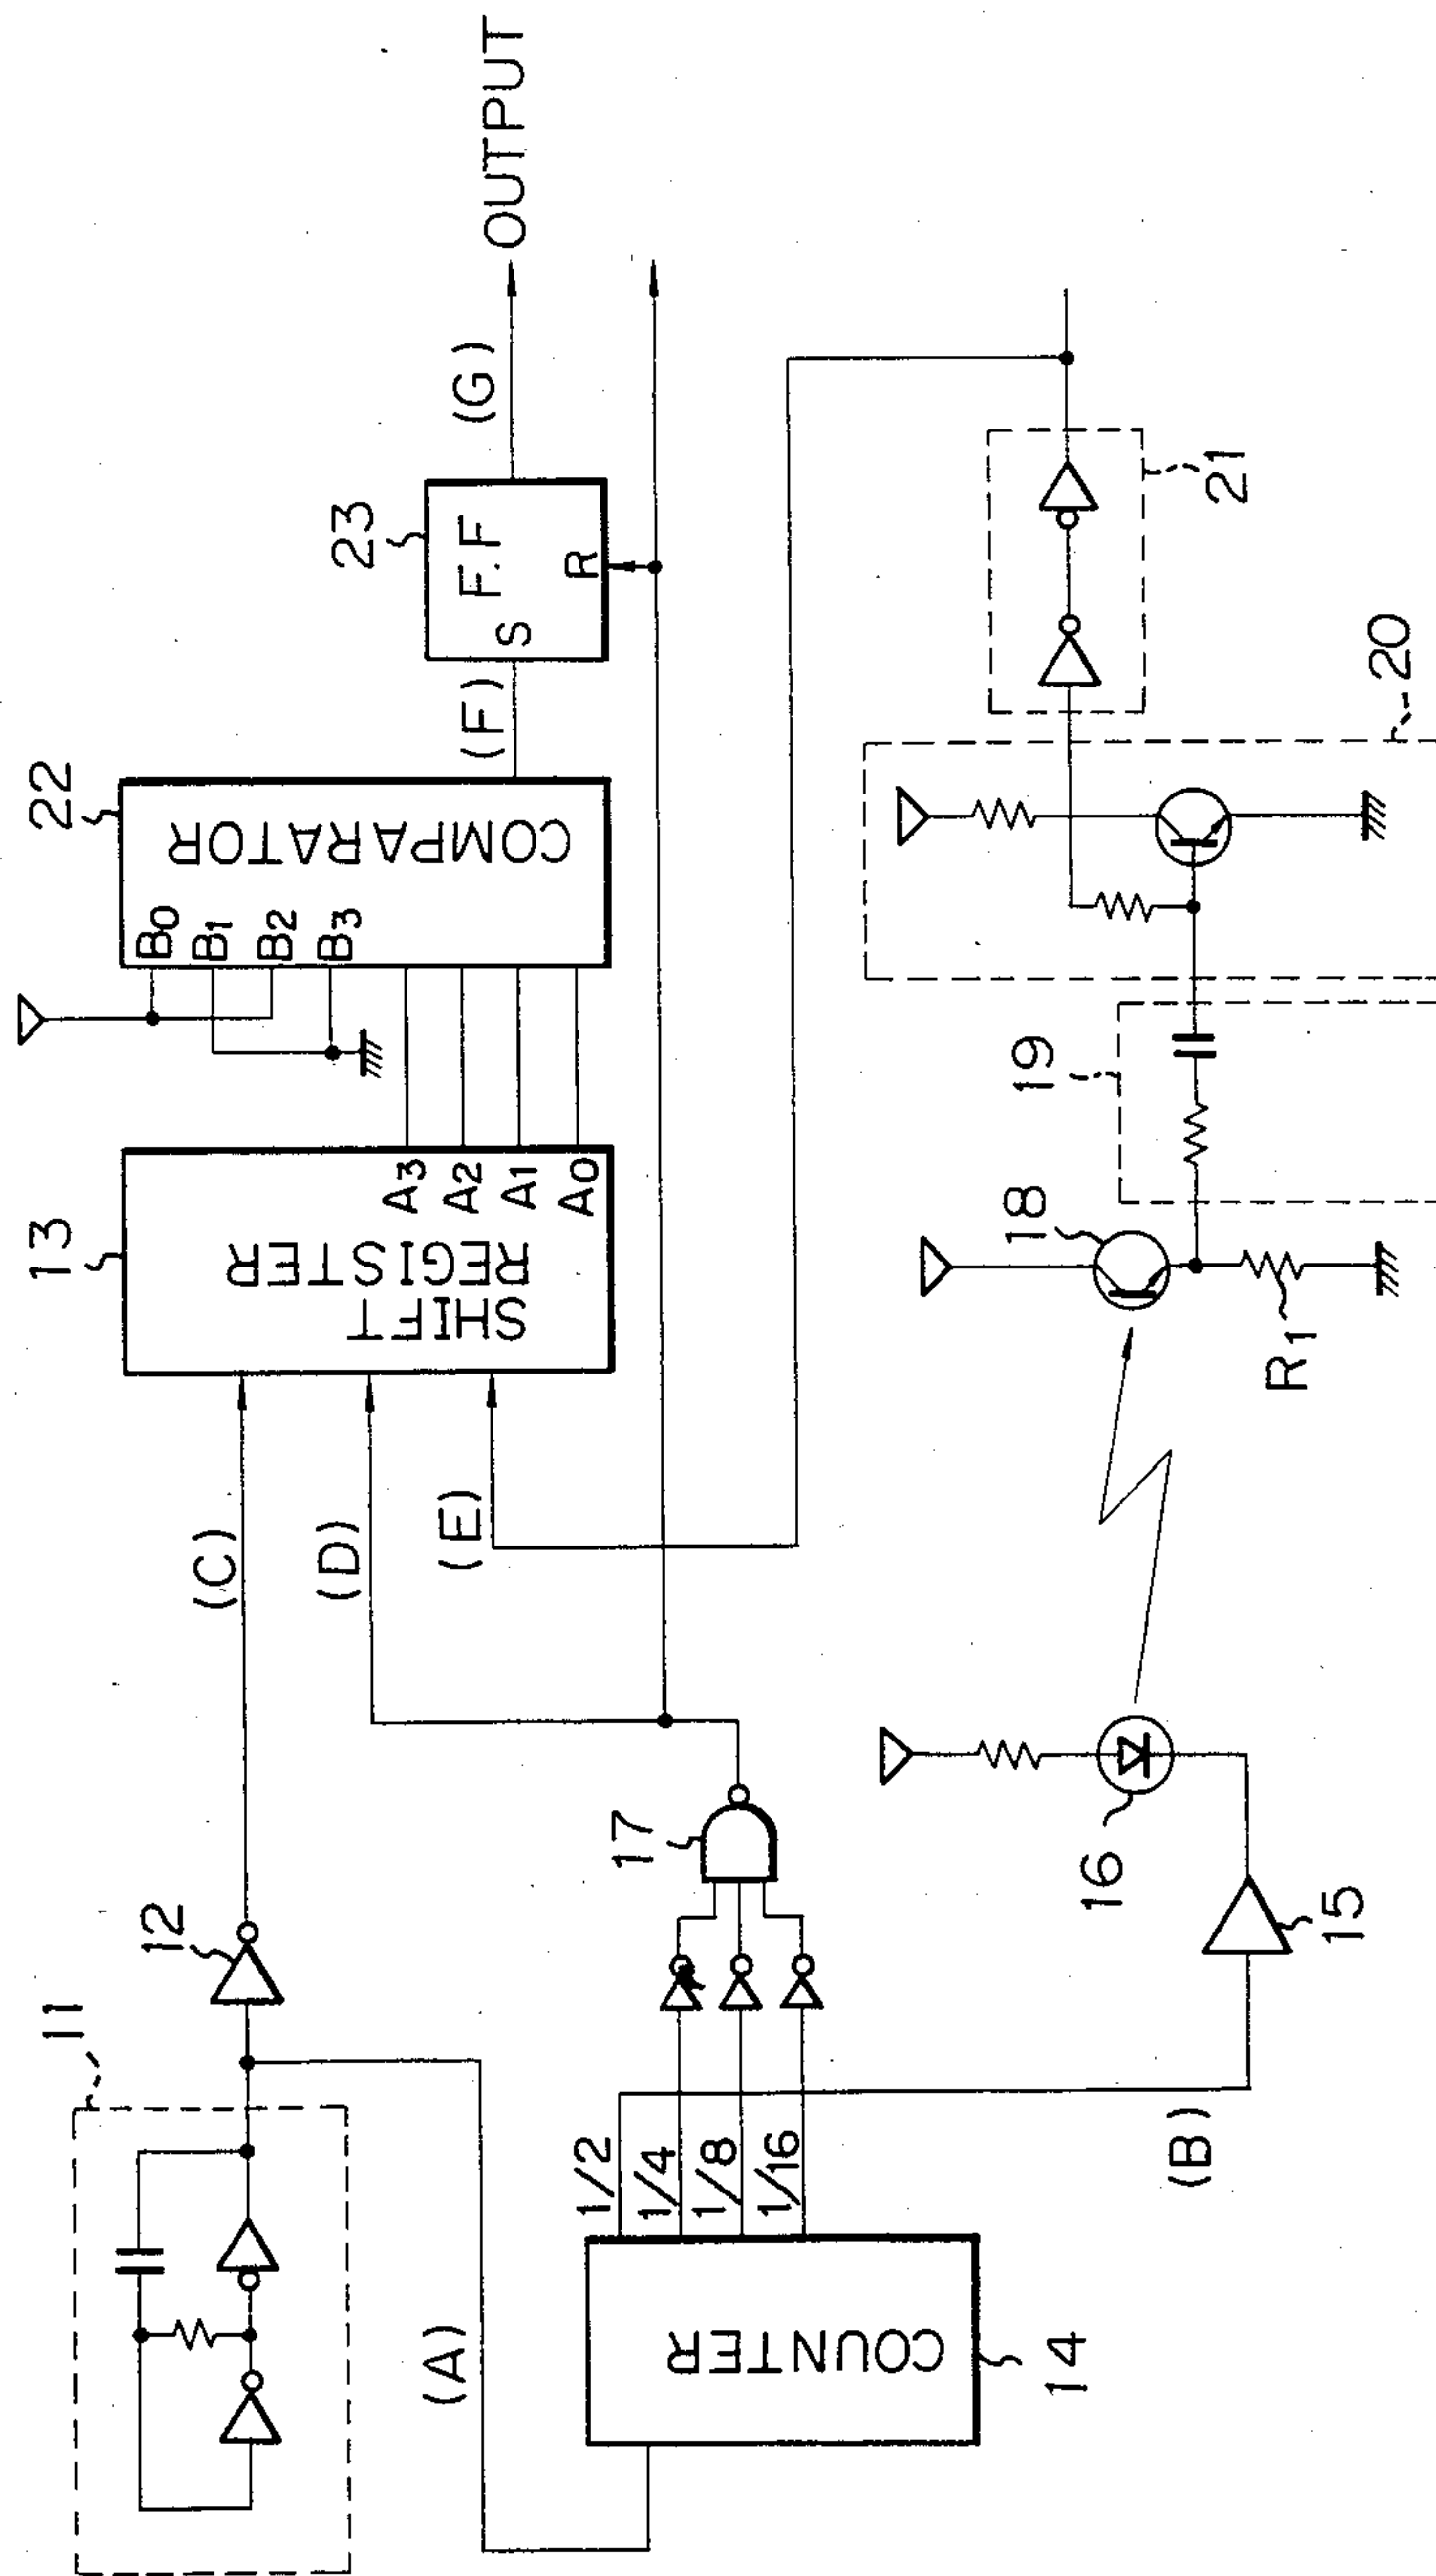 11
12
(C)
(A)
COUNTER
14
1/2
1/4
1/8
1/16
(B)
17
15
16
(D)
(E)
13
SHIFT
REGISTER
A3
A2
A1
A0
B0
B1
B2
B3
22
COMPARATOR
(F)
23
S
F.F
R
(G)
OUTPUT
18
R1
19
20
21